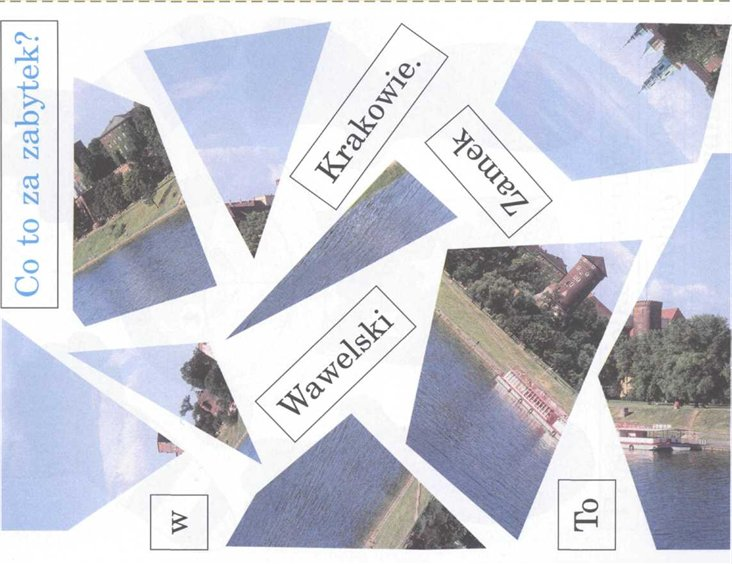 Co to za zabytek?
Krakowie.
Zamek
Wawelski
w
To